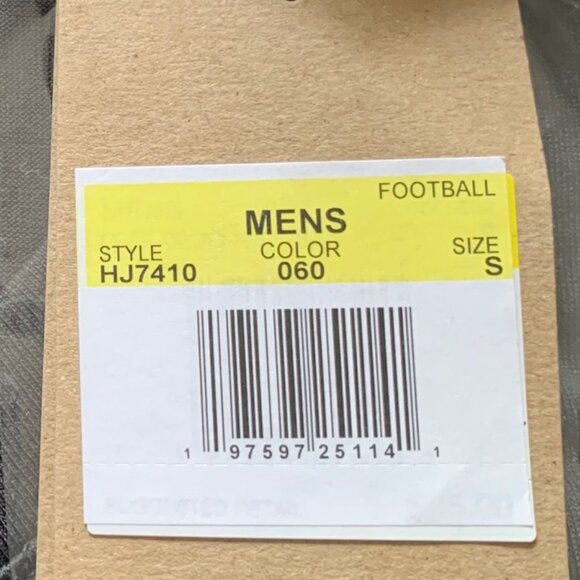 FOOTBALL
MENS
STYLE COLOR SIZE
HJ7410 060 S
1 97597 25114 1